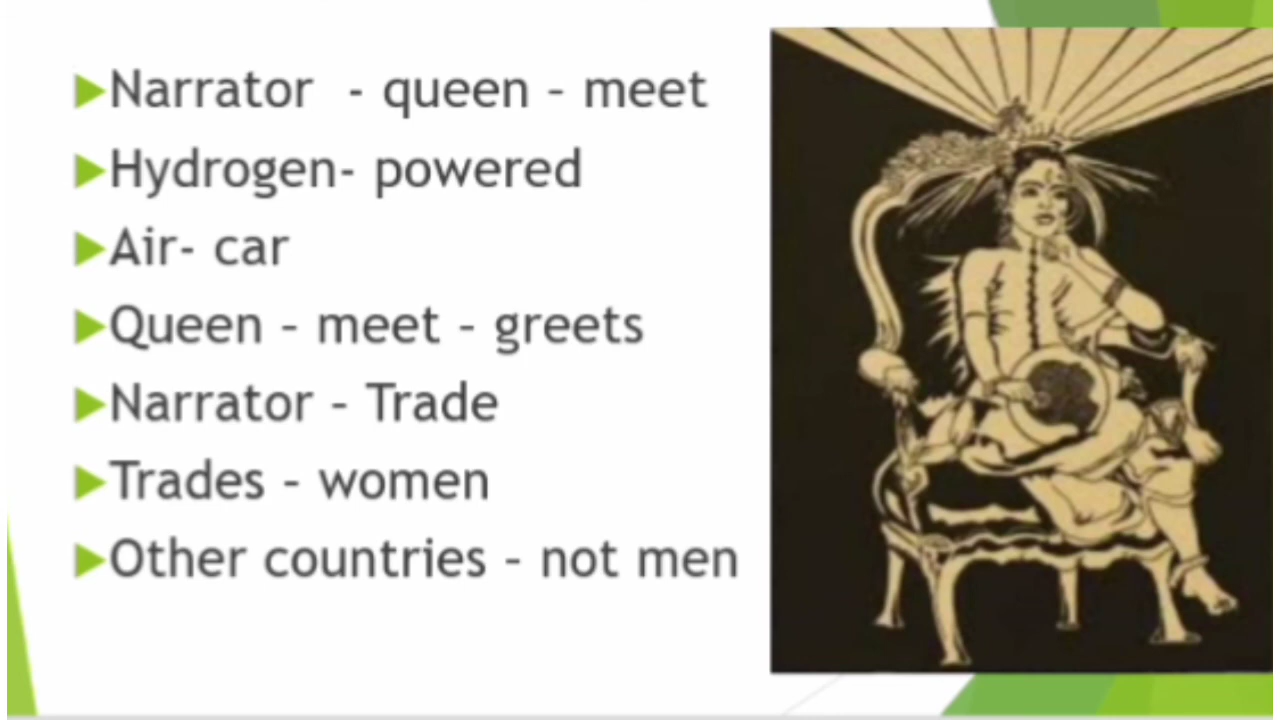 Narrator - queen – meet
Hydrogen- powered
Air- car
Queen – meet – greets
Narrator – Trade
Trades – women
Other countries – not men